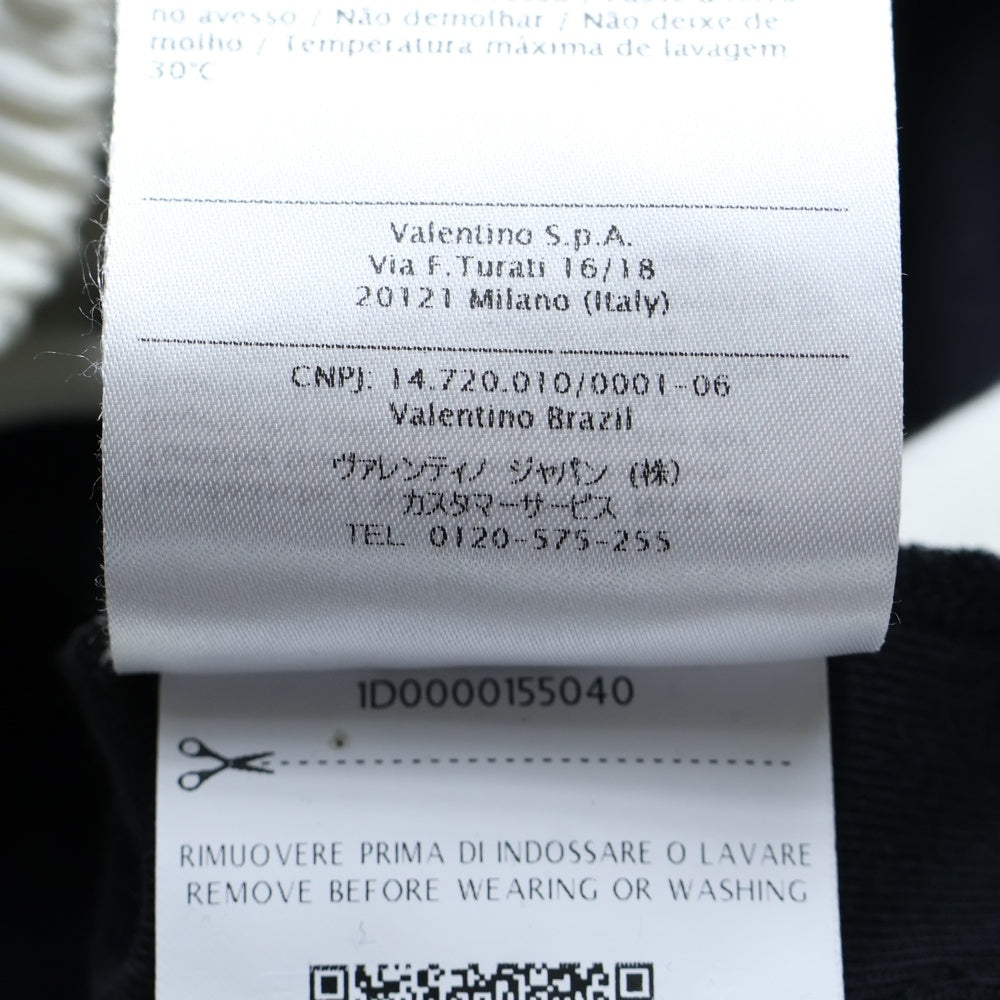 no avesso / Não demolhar / Não deixe de
molho / Temperatura máxima de lavagem
30°C
Valentino S.p.A.
Via F.Turati 16/18
20121 Milano (Italy)
CNPJ: 14.720.010/0001-06
Valentino Brazil
ヴァレンティノ ジャパン (株)
カスタマーサービス
TEL 0120-575-255
1D0000155040
RIMUOVERE PRIMA DI INDOSSARE O LAVARE
REMOVE BEFORE WEARING OR WASHING